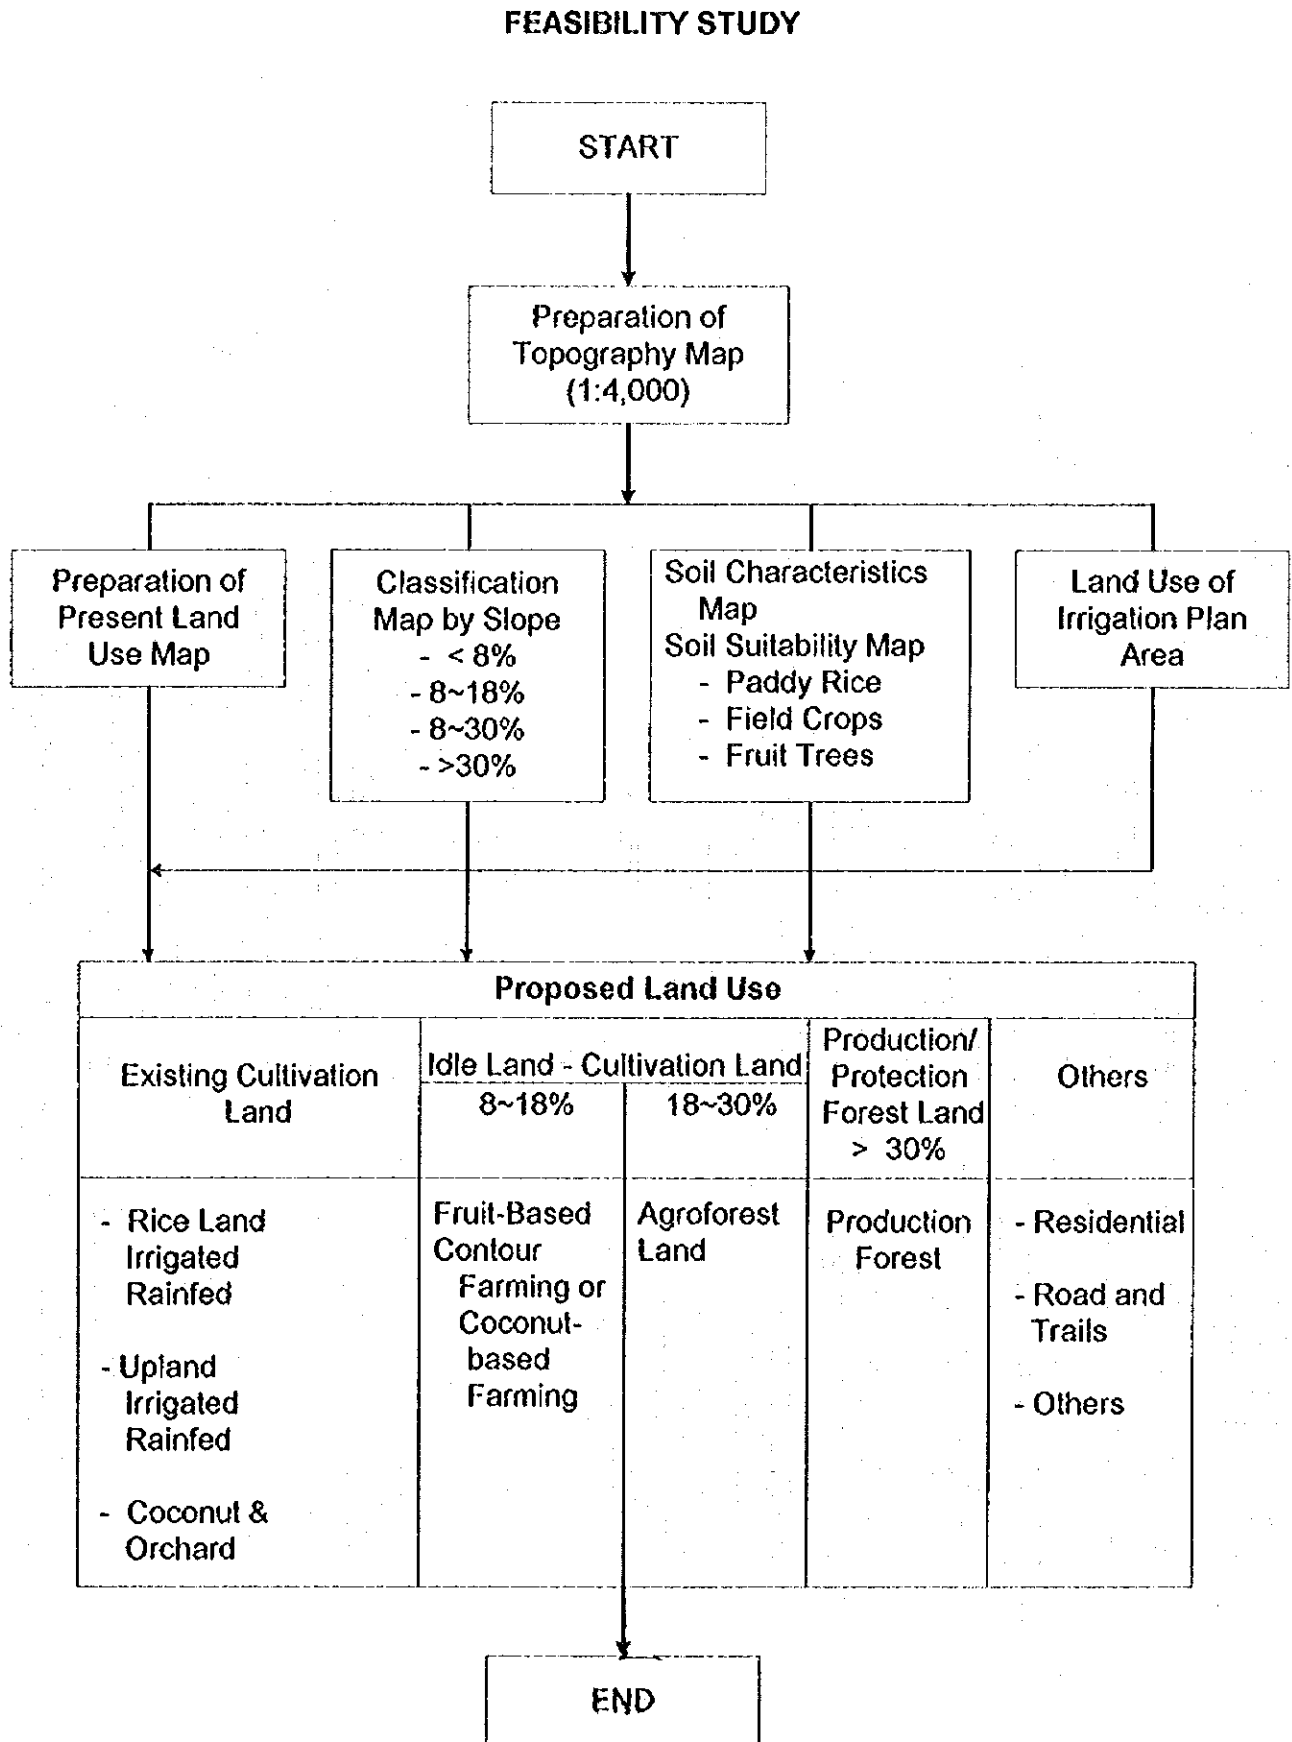 FEASIBILITY STUDY
START
Preparation of
Topography Map
(1:4,000)
Preparation of
Present Land
Use Map
Classification
Map by Slope
- < 8%
- 8~18%
- 8~30%
- >30%
Soil Characteristics
Map
Soil Suitability Map
- Paddy Rice
- Field Crops
- Fruit Trees
Land Use of
Irrigation Plan
Area
Proposed Land Use
Existing Cultivation
Land
Idle Land - Cultivation Land
8~18%
18~30%
Production/
Protection
Forest Land
> 30%
Others
- Rice Land
Irrigated
Rainfed
- Upland
Irrigated
Rainfed
- Coconut &
Orchard
Fruit-Based
Contour
Farming or
Coconut-
based
Farming
Agroforest
Land
Production
Forest
- Residential
- Road and
Trails
- Others
END